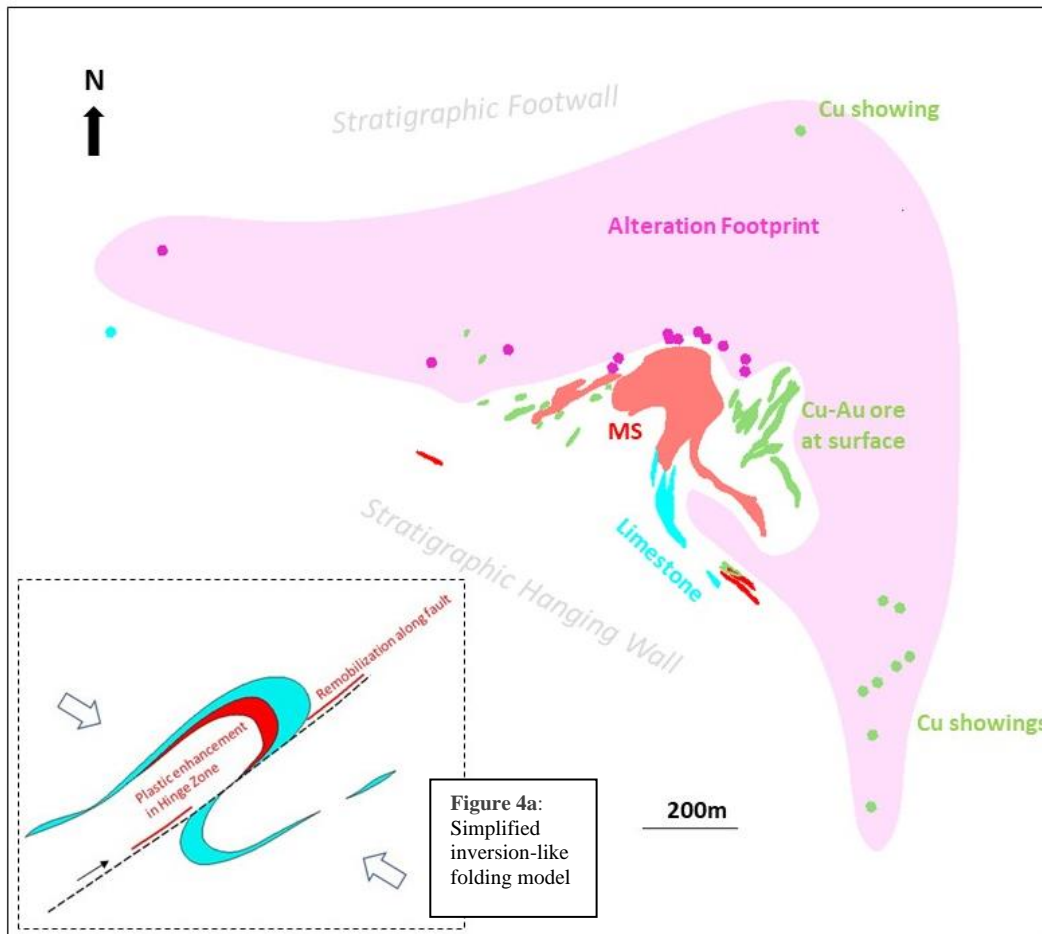 N
Stratigraphic Footwall
Cu showing
Alteration Footprint
Cu-Au ore
at surface
MS
Limestone
Stratigraphic Hanging Wall
Cu showings
200m
Remobilization along fault
Plastic enhancement
in Hinge Zone
Figure 4a:
Simplified
inversion-like
folding model